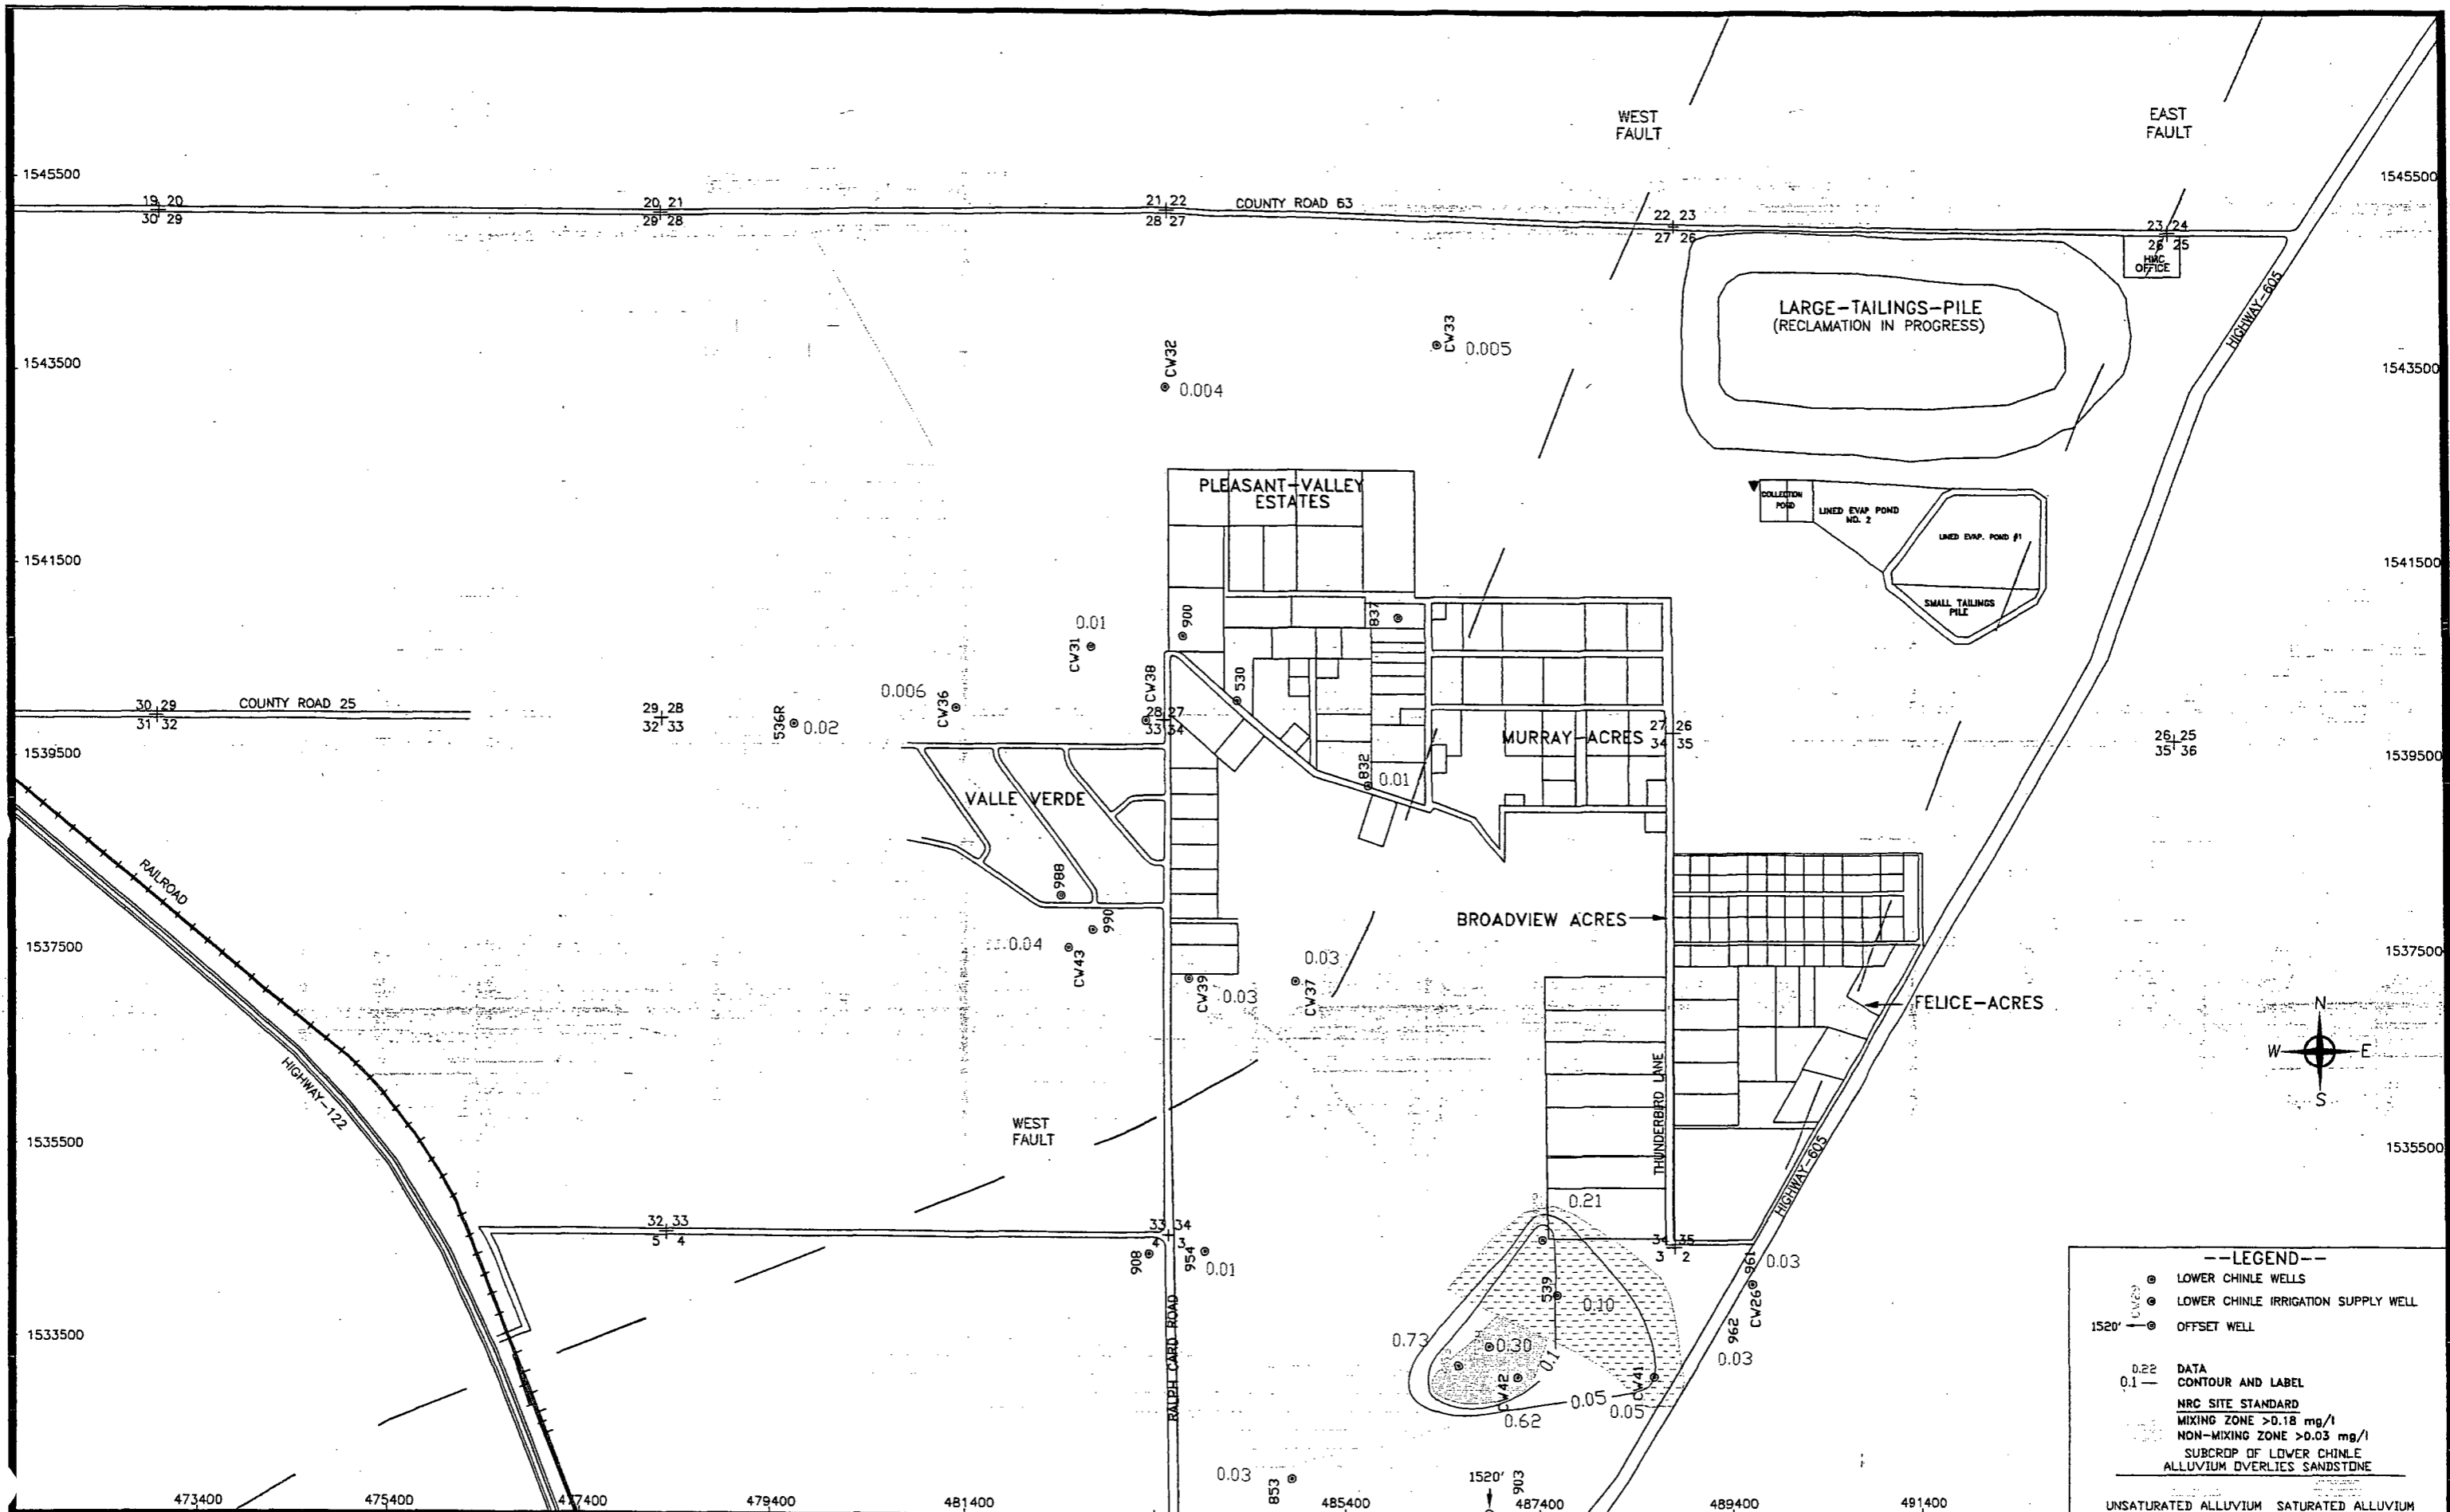 WEST
FAULT
EAST
FAULT
1545500
1545500
19 20
30 29
20 21
29 28
21 22
28 27
COUNTY ROAD 63
22 23
27 26
23 24
26 25
HMC
OFFICE
LARGE-TAILINGS-PILE
(RECLAMATION IN PROGRESS)
HIGHWAY-605
CW33
0.005
CW32
0.004
1543500
1543500
PLEASANT-VALLEY
ESTATES
COLLECTION
POND
LINED EVAP POND
NO. 2
LINED EVAP. POND #1
SMALL TAILINGS
PILE
1541500
1541500
0.01
CW31
900
837
530
0.006
CW36
CW38
28 27
33 34
30 29
31 32
COUNTY ROAD 25
29 28
32 33
536R
0.02
MURRAY-ACRES
27 26
34 35
26 25
35 36
1539500
1539500
832
0.01
VALLE VERDE
RAILROAD
988
990
BROADVIEW ACRES
1537500
1537500
0.04
CW43
CW39
0.03
0.03
CW37
FELICE-ACRES
N
W
E
S
HIGHWAY-122
WEST
FAULT
THUNDERBIRD LANE
1535500
1535500
HIGHWAY-605
0.21
32 33
5 4
33 34
4 3
34 35
3 2
908
954
0.01
961
0.03
CW26
962
0.03
539
0.10
0.73
0.30
0.1
CW42
CW41
0.05
0.05
0.62
1533500
RALPH CARD ROAD
0.03
853
1520'
903
473400
475400
477400
479400
481400
485400
487400
489400
491400
--LEGEND--
LOWER CHINLE WELLS
LOWER CHINLE IRRIGATION SUPPLY WELL
1520'
OFFSET WELL
0.22 DATA
0.1 CONTOUR AND LABEL
NRC SITE STANDARD
MIXING ZONE >0.18 mg/l
NON-MIXING ZONE >0.03 mg/l
SUBCROP OF LOWER CHINLE
ALLUVIUM OVERLIES SANDSTONE
UNSATURATED ALLUVIUM SATURATED ALLUVIUM